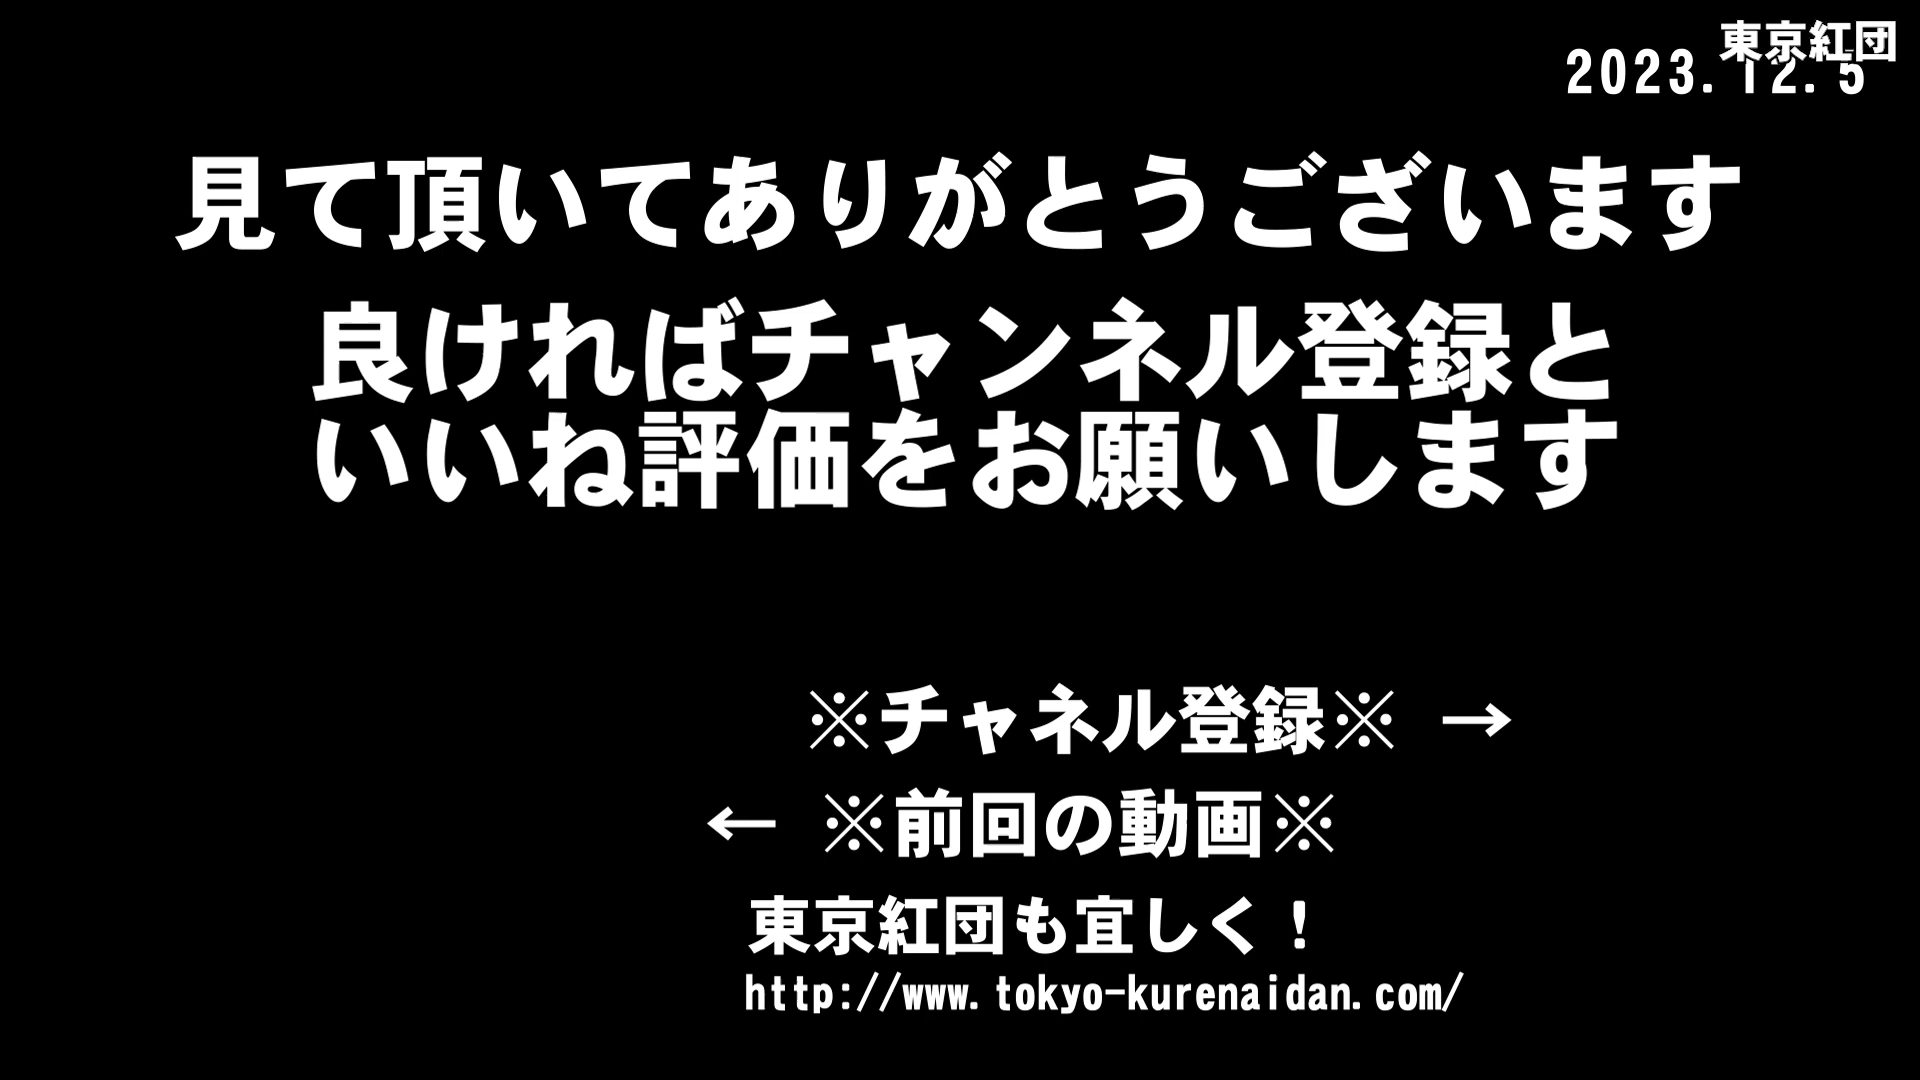 東京紅団
2023.12.5
見て頂いてありがとうございます
良ければチャンネル登録と
いいね評価をお願いします
※チャネル登録※ →
← ※前回の動画※
東京紅団も宜しく！
http://www.tokyo-kurenaidan.com/